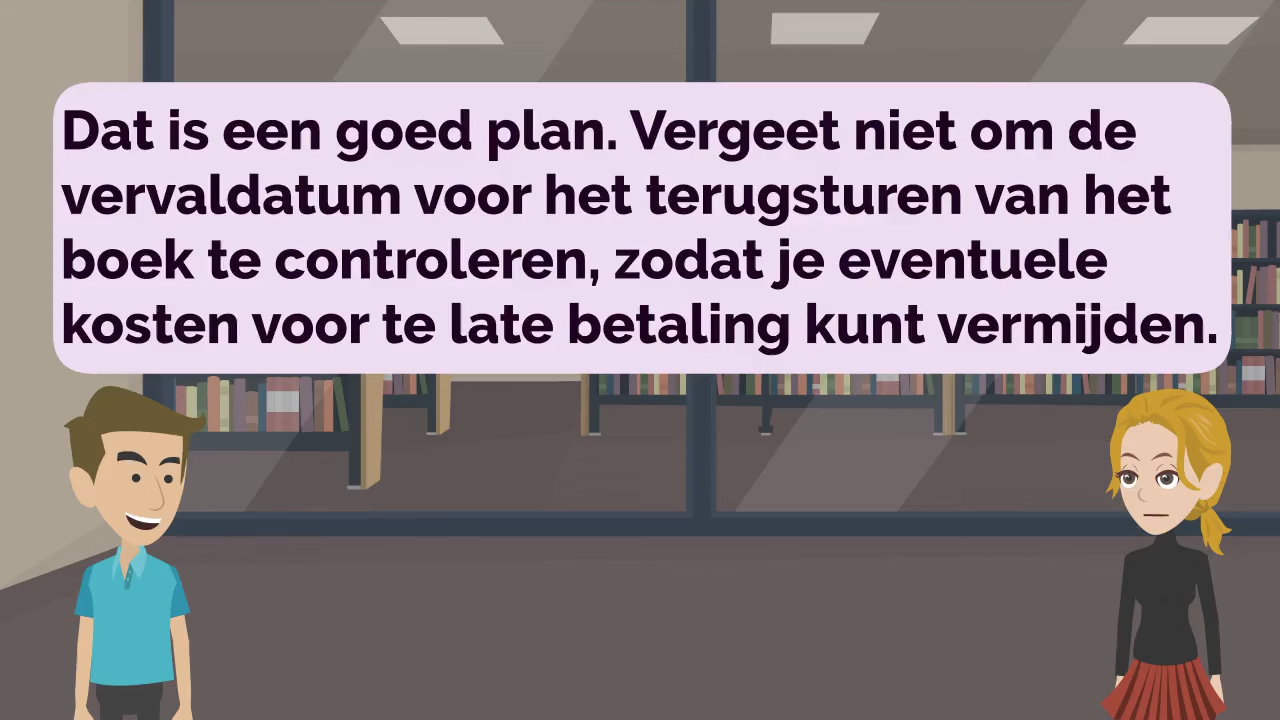 Dat is een goed plan. Vergeet niet om de
vervaldatum voor het terugsturen van het
boek te controleren, zodat je eventuele
kosten voor te late betaling kunt vermijden.